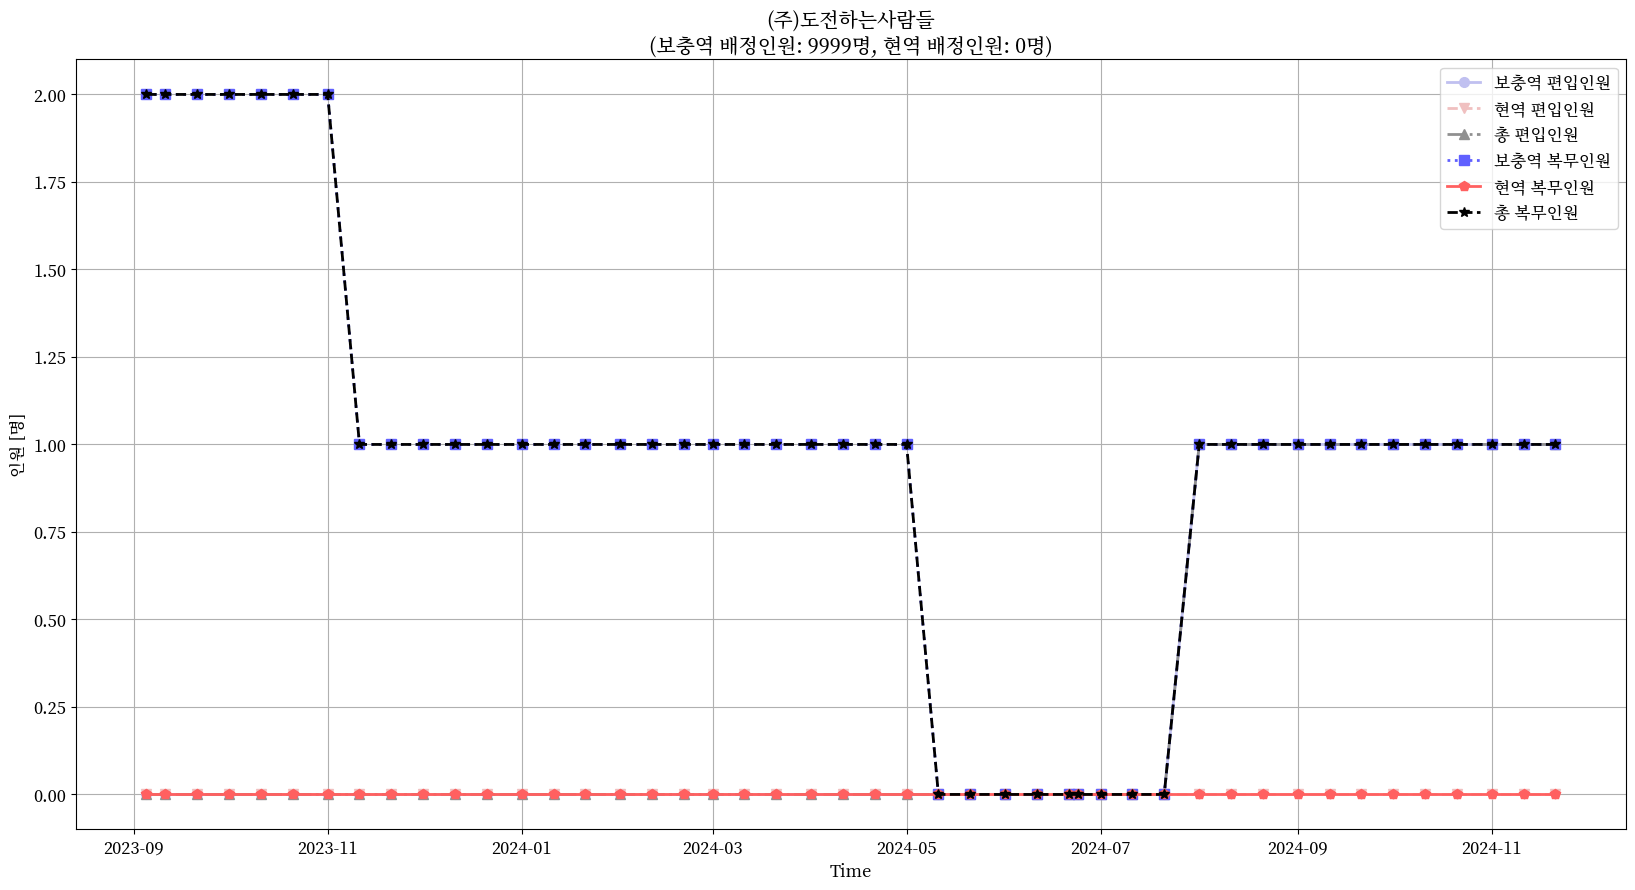 (주)도전하는사람들
(보충역 배정인원: 9999명, 현역 배정인원: 0명)
보충역 편입인원
현역 편입인원
총 편입인원
보충역 복무인원
현역 복무인원
총 복무인원
인원 [명]
2.00
1.75
1.50
1.25
1.00
0.75
0.50
0.25
0.00
2023-09 2023-11 2024-01 2024-03 2024-05 2024-07 2024-09 2024-11
Time